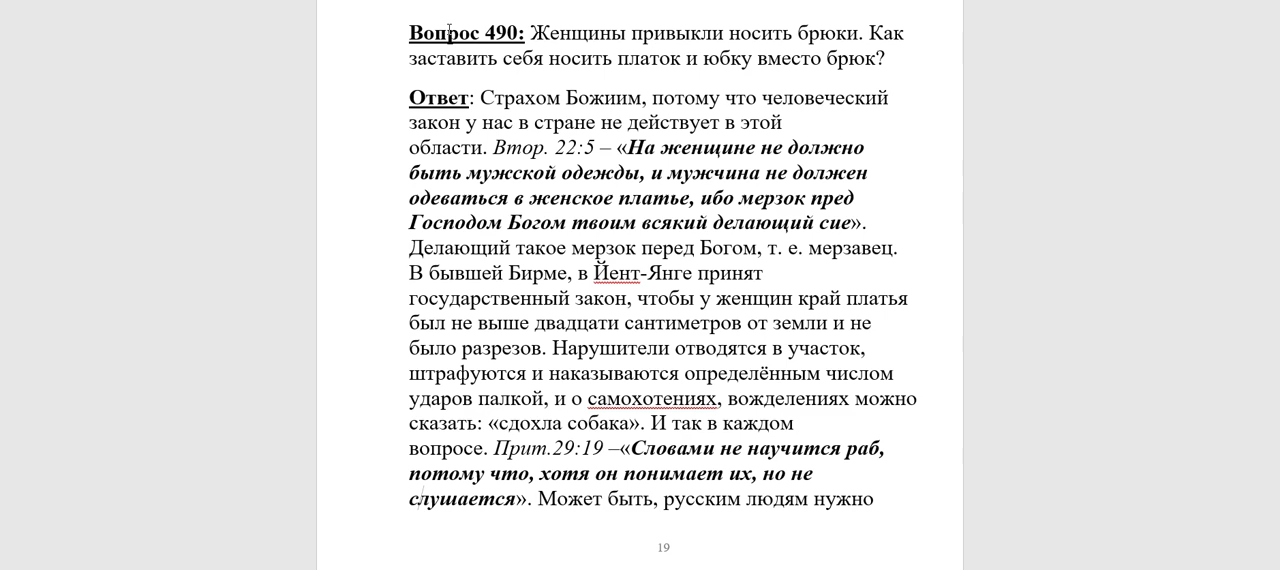 Вопрос 490: Женщины привыкли носить брюки. Как
заставить себя носить платок и юбку вместо брюк?
Ответ: Страхом Божиим, потому что человеческий
закон у нас в стране не действует в этой
области. Втор. 22:5 – «На женщине не должно
быть мужской одежды, и мужчина не должен
одеваться в женское платье, ибо мерзок пред
Господом Богом твоим всякий делающий сие».
Делающий такое мерзок перед Богом, т. е. мерзавец.
В бывшей Бирме, в Йент-Янге принят
государственный закон, чтобы у женщин край платья
был не выше двадцати сантиметров от земли и не
было разрезов. Нарушители отводятся в участок,
штрафуются и наказываются определённым числом
ударов палкой, и о самохотениях, вожделениях можно
сказать: «сдохла собака». И так в каждом
вопросе. Прит.29:19 –«Словами не научится раб,
потому что, хотя он понимает их, но не
слушается». Может быть, русским людям нужно
19